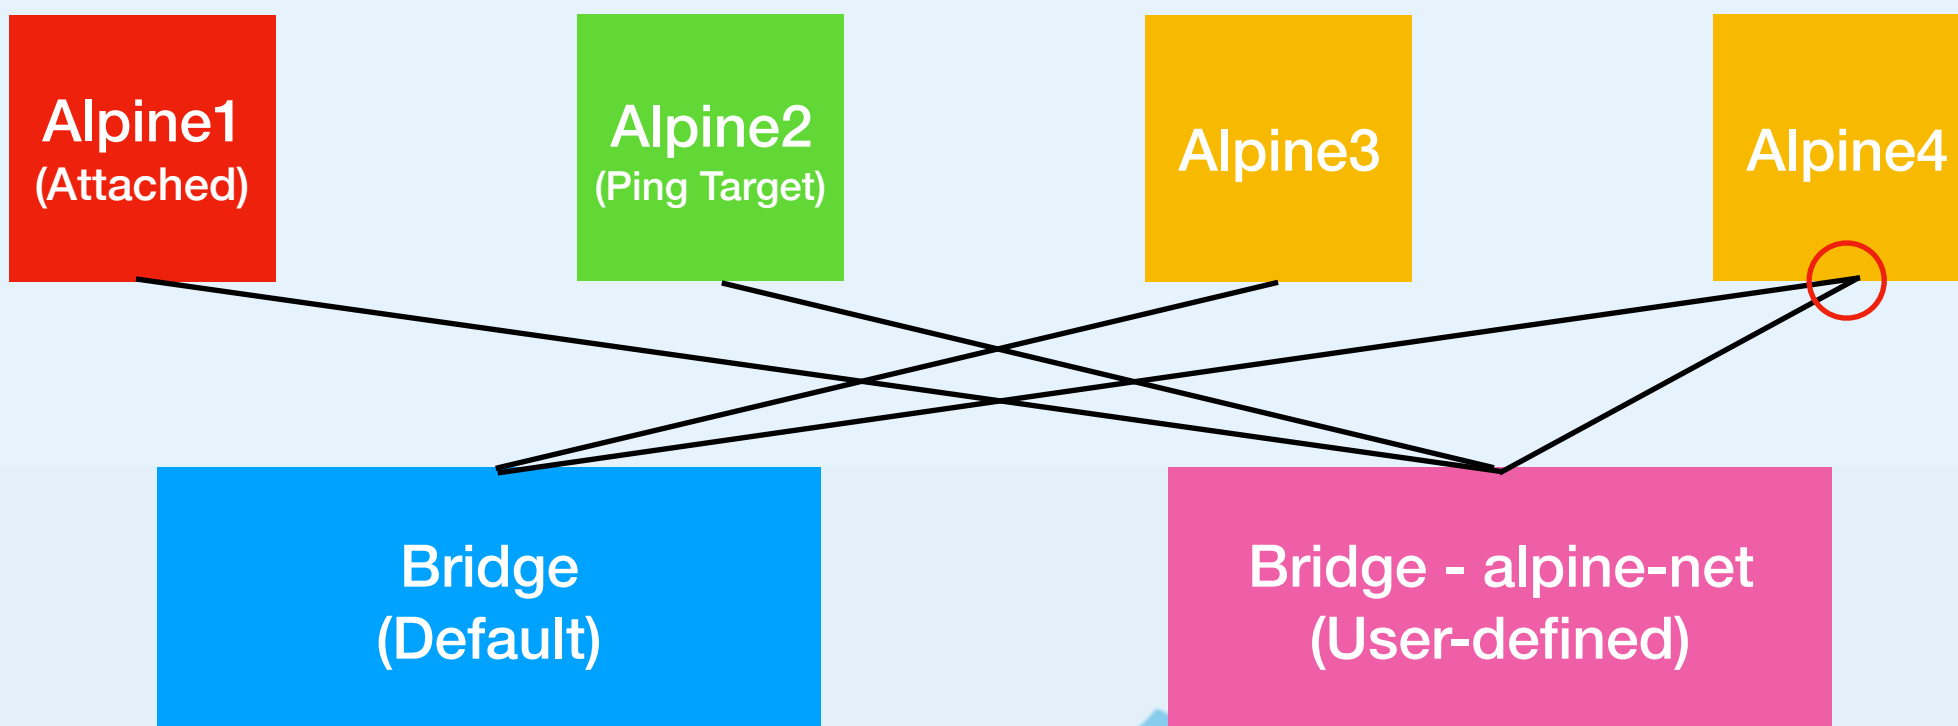 Alpine1
(Attached)
Alpine2
(Ping Target)
Alpine3
Alpine4
Bridge
(Default)
Bridge - alpine-net
(User-defined)